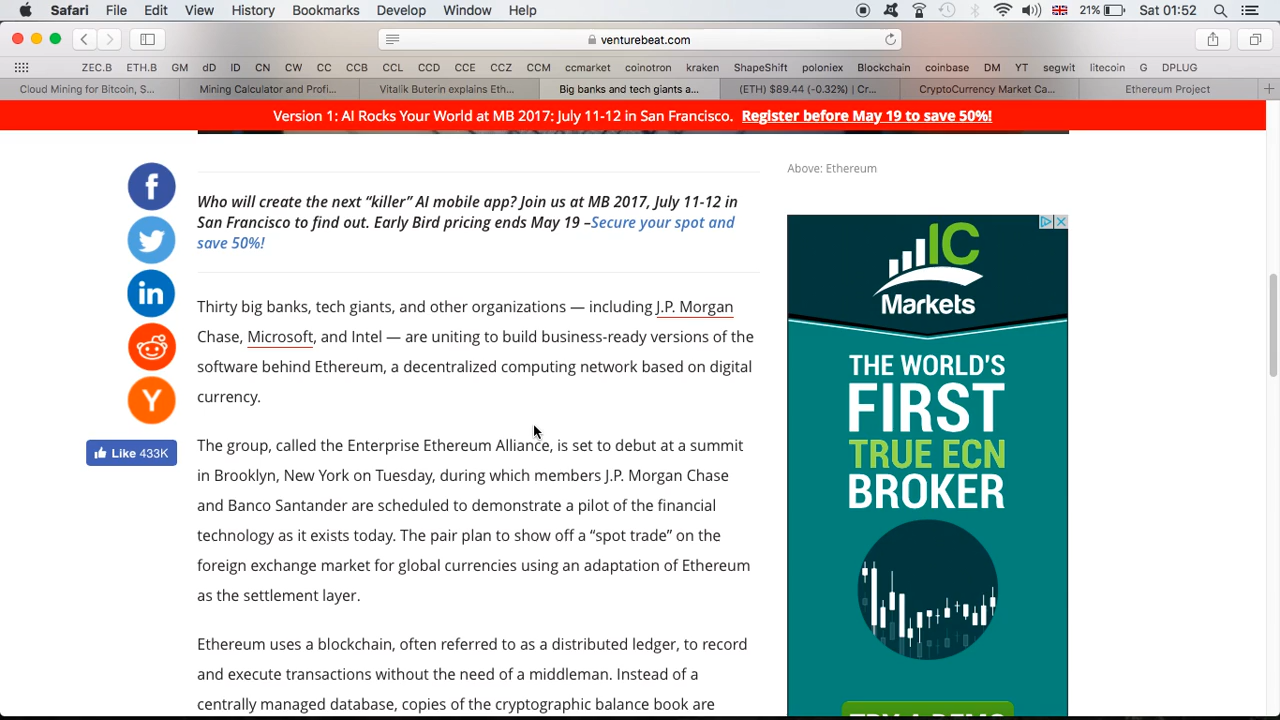 Safari File Edit View History Bookmarks Develop Window Help 21% Sat 01:52
venturebeat.com
ZEC.B ETH.B GM dD ID CN CW CC CCB CCL CCD CCE CCZ CCM ccmarket coinotron kraken ShapeShift poloniex Blockchain coinbase DM YT segwit litecoin G DPLUG
Cloud Mining for Bitcoin, S... Mining Calculator and Profi... Vitalik Buterin explains Eth... Big banks and tech giants a... (ETH) $89.44 (-0.32%) | Cr... CryptoCurrency Market Ca... Ethereum Project
Version 1: AI Rocks Your World at MB 2017: July 11-12 in San Francisco. Register before May 19 to save 50%!
Above: Ethereum
Who will create the next “killer” AI mobile app? Join us at MB 2017, July 11-12 in
San Francisco to find out. Early Bird pricing ends May 19 –Secure your spot and
save 50%!
Thirty big banks, tech giants, and other organizations — including J.P. Morgan
Chase, Microsoft, and Intel — are uniting to build business-ready versions of the
software behind Ethereum, a decentralized computing network based on digital
currency.
Like 433K
The group, called the Enterprise Ethereum Alliance, is set to debut at a summit
in Brooklyn, New York on Tuesday, during which members J.P. Morgan Chase
and Banco Santander are scheduled to demonstrate a pilot of the financial
technology as it exists today. The pair plan to show off a “spot trade” on the
foreign exchange market for global currencies using an adaptation of Ethereum
as the settlement layer.
Ethereum uses a blockchain, often referred to as a distributed ledger, to record
and execute transactions without the need of a middleman. Instead of a
centrally managed database, copies of the cryptographic balance book are
IC
Markets
THE WORLD'S
FIRST
TRUE ECN
BROKER
TRY A DEMO